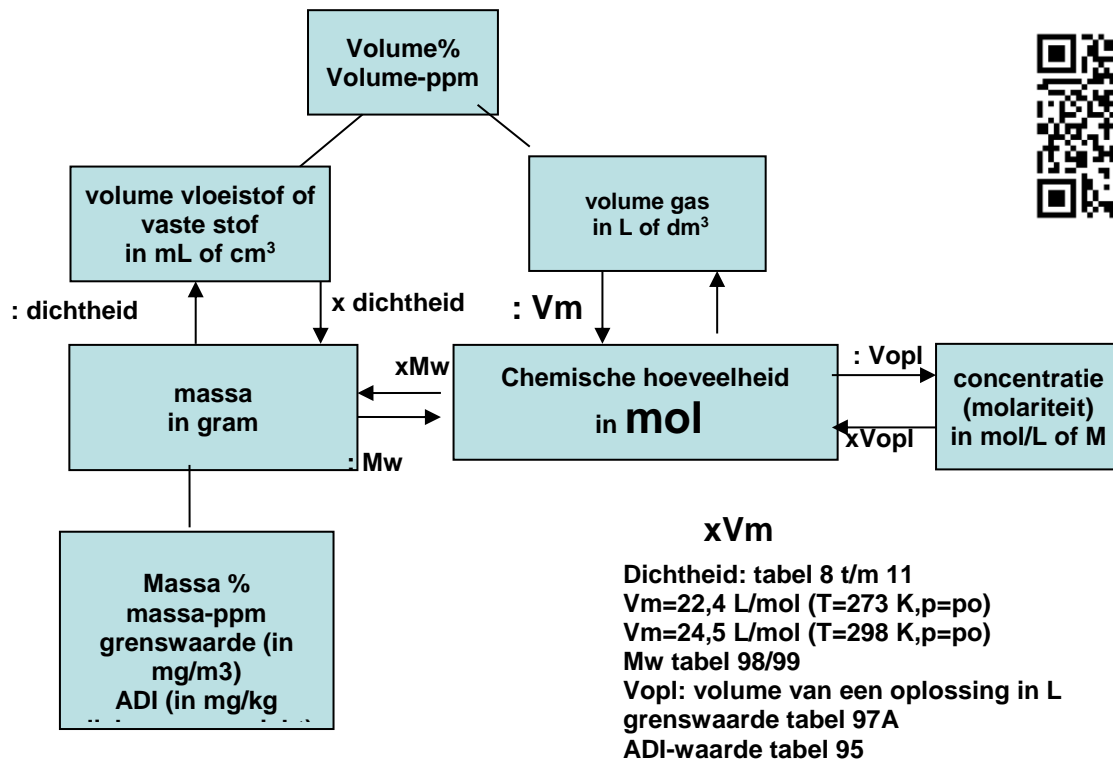 Volume%
Volume-ppm
volume vloeistof of
vaste stof
in mL of cm³
volume gas
in L of dm³
: dichtheid
x dichtheid
: Vm
massa
in gram
xMw
: Mw
Chemische hoeveelheid
in mol
: Vopl
xVopl
concentratie
(molariteit)
in mol/L of M
xVm
Massa %
massa-ppm
grenswaarde (in
mg/m3)
ADI (in mg/kg
Dichtheid: tabel 8 t/m 11
Vm=22,4 L/mol (T=273 K,p=po)
Vm=24,5 L/mol (T=298 K,p=po)
Mw tabel 98/99
Vopl: volume van een oplossing in L
grenswaarde tabel 97A
ADI-waarde tabel 95